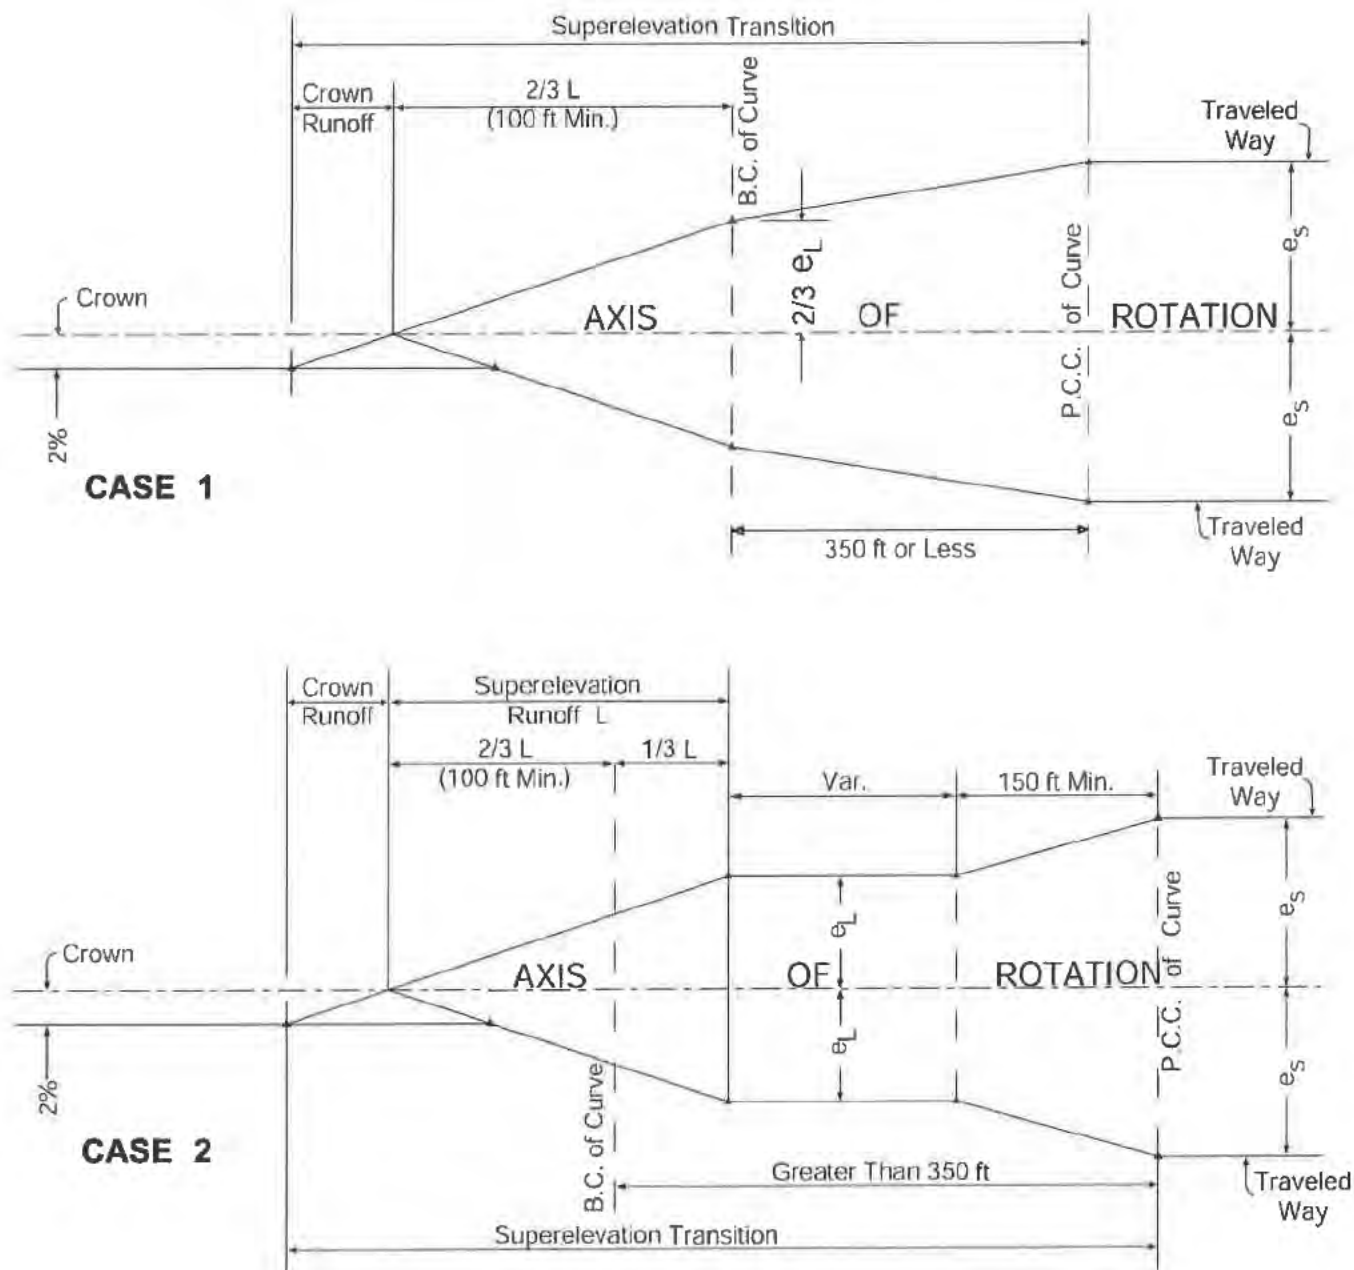 Superelevation Transition
Crown
Runoff
2/3 L
(100 ft Min.)
B.C. of Curve
Traveled
Way
Crown
2/3 eL
eS
AXIS OF ROTATION
P.C.C. of Curve
eS
2%
CASE 1
350 ft or Less
Traveled
Way
Crown
Runoff
Superelevation
Runoff L
2/3 L
(100 ft Min.)
1/3 L
Var.
150 ft Min.
Traveled
Way
Crown
eL
eS
AXIS OF ROTATION
P.C.C. of Curve
eL
eS
2%
B.C. of Curve
CASE 2
Greater Than 350 ft
Traveled
Way
Superelevation Transition